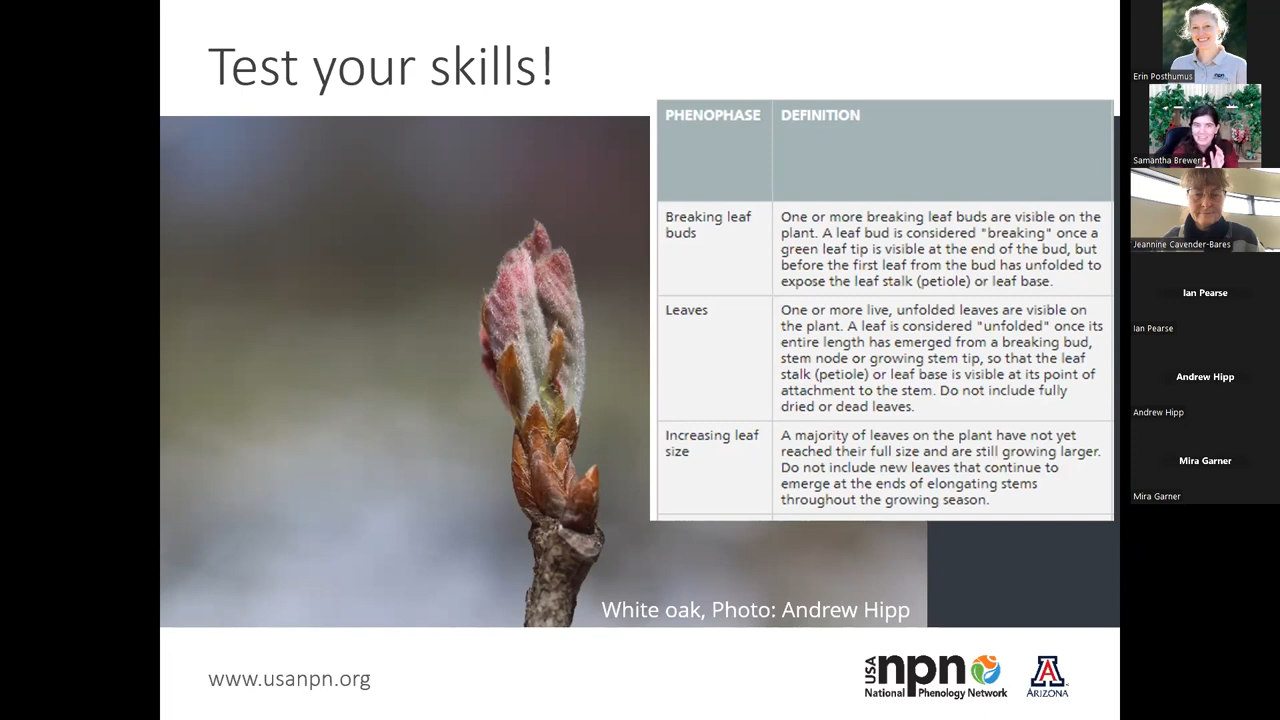 Test your skills!
PHENOPHASE
DEFINITION
Breaking leaf
buds
One or more breaking leaf buds are visible on the
plant. A leaf bud is considered "breaking" once a
green leaf tip is visible at the end of the bud, but
before the first leaf from the bud has unfolded to
expose the leaf stalk (petiole) or leaf base.
Leaves
One or more live, unfolded leaves are visible on
the plant. A leaf is considered "unfolded" once its
entire length has emerged from a breaking bud,
stem node or growing stem tip, so that the leaf
stalk (petiole) or leaf base is visible at its point of
attachment to the stem. Do not include fully
dried or dead leaves.
Increasing leaf
size
A majority of leaves on the plant have not yet
reached their full size and are still growing larger.
Do not include new leaves that continue to
emerge at the ends of elongating stems
throughout the growing season.
White oak, Photo: Andrew Hipp
www.usanpn.org
USA npn
National Phenology Network
A
ARIZONA
npn
Erin Posthumus
Samantha Brewer
Jeannine Cavender-Bares
Ian Pearse
Ian Pearse
Andrew Hipp
Andrew Hipp
Mira Garner
Mira Garner